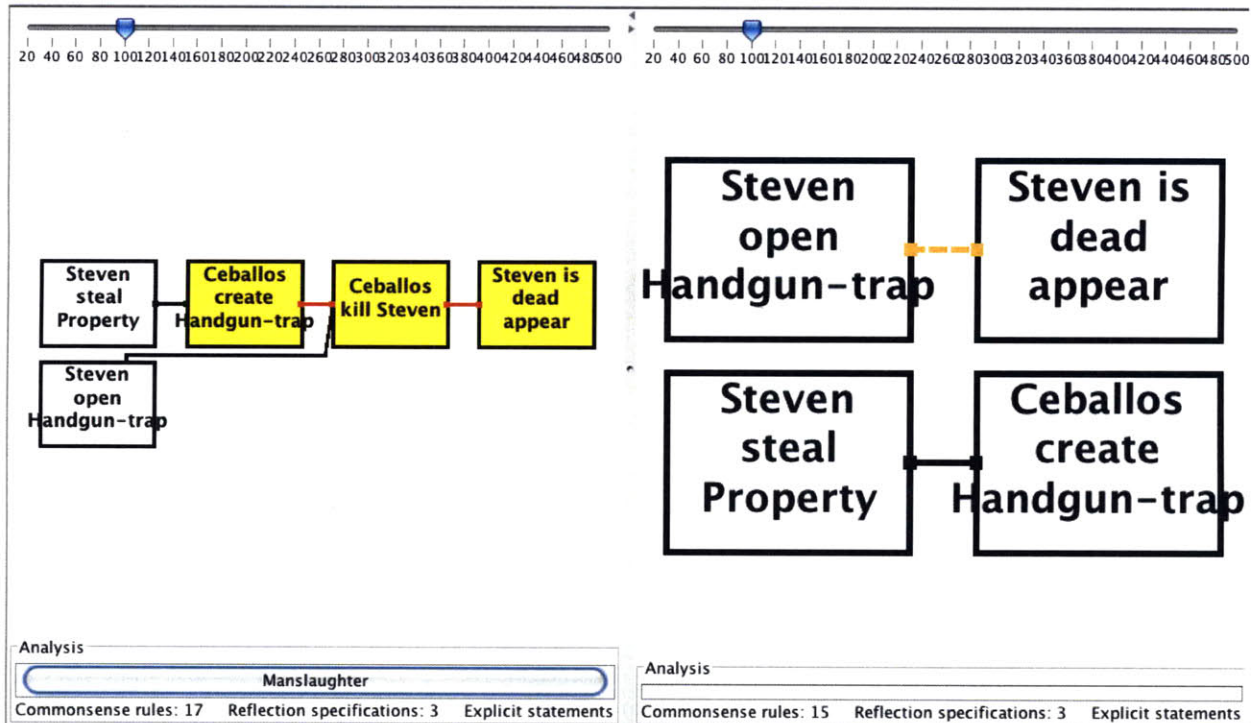 20 40 60 80 100 120 140 160 180 200 220 240 260 280 300 320 340 360 380 400 420 440 460 480 500
Steven
steal
Property
Ceballos
create
Handgun-trap
Ceballos
kill Steven
Steven is
dead
appear
Steven
open
Handgun-trap
Analysis
Manslaughter
Commonsense rules: 17 Reflection specifications: 3 Explicit statements
20 40 60 80 100 120 140 160 180 200 220 240 260 280 300 320 340 360 380 400 420 440 460 480 500
Steven
open
Handgun-trap
Steven is
dead
appear
Steven
steal
Property
Ceballos
create
Handgun-trap
Analysis
Commonsense rules: 15 Reflection specifications: 3 Explicit statements